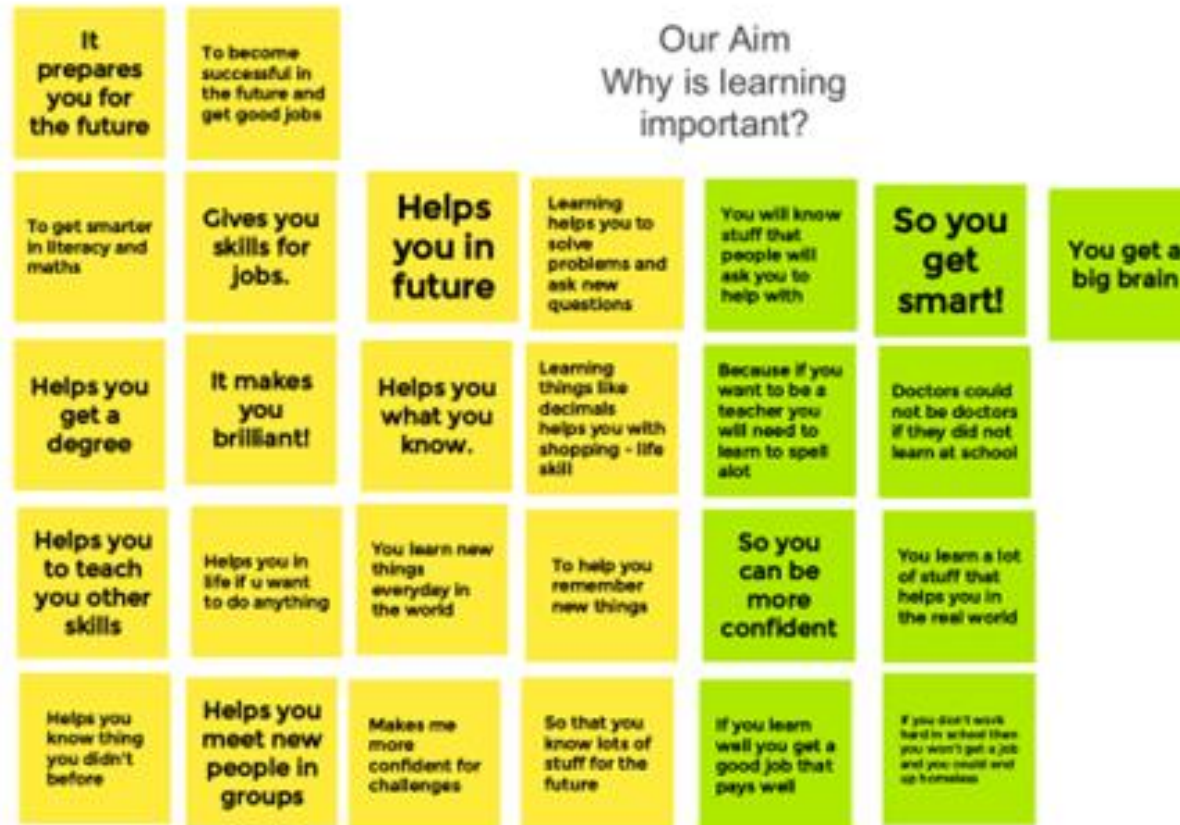 Our Aim
Why is learning
important?
It
prepares
you for
the future
To become
successful in
the future and
get good jobs
To get smarter
in literacy and
maths
Gives you
skills for
jobs.
Helps
you in
future
Learning
helps you to
solve
problems and
ask new
questions
You will know
stuff that
people will
ask you to
help with
So you
get
smart!
You get a
big brain
Helps you
get a
degree
It makes
you
brilliant!
Helps you
what you
know.
Learning
things like
decimals
helps you with
shopping - life
skill
Because if you
want to be a
teacher you
will need to
learn to spell
alot
Doctors could
not be doctors
if they did not
learn at school
Helps you
to teach
you other
skills
Helps you in
life if u want
to do anything
You learn new
things
everyday in
the world
To help you
remember
new things
So you
can be
more
confident
You learn a lot
of stuff that
helps you in
the real world
Helps you
know thing
you didn't
before
Helps you
meet new
people in
groups
Makes me
more
confident for
challenges
So that you
know lots of
stuff for the
future
If you learn
well you get a
good job that
pays well
If you don't work
hard in school then
you won't get a job
and you could end
up homeless